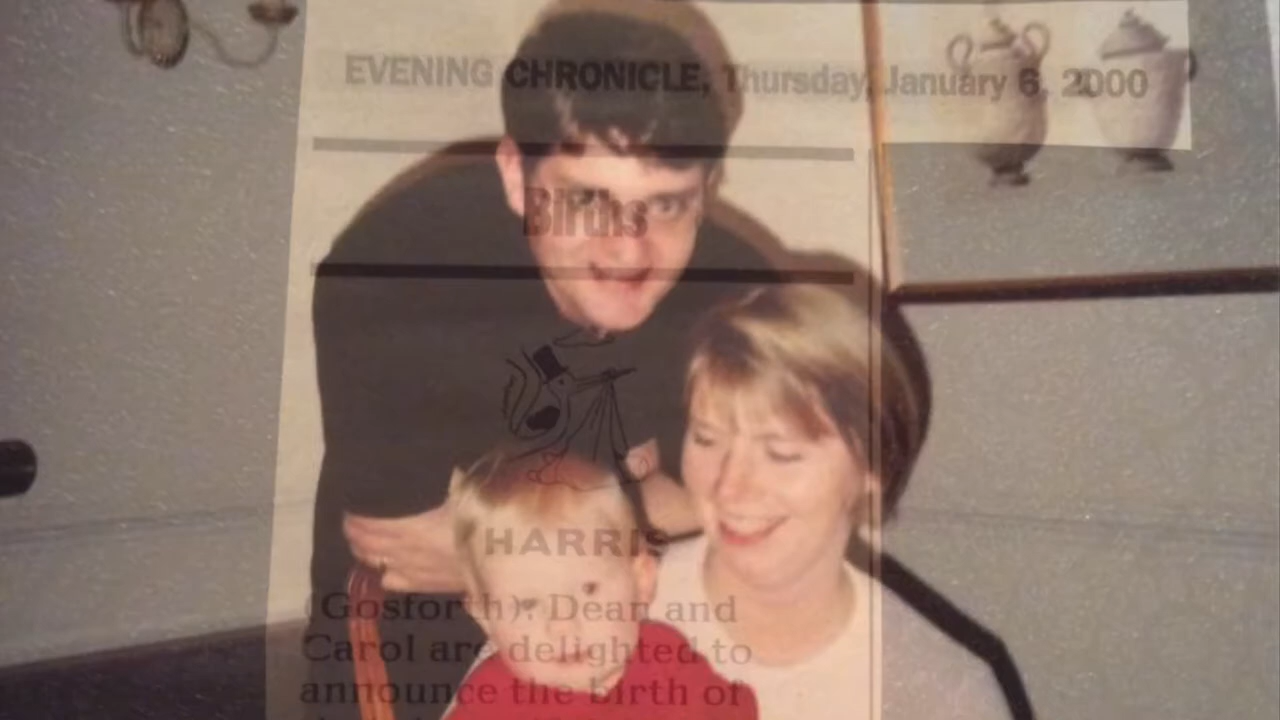 EVENING CHRONICLE, Thursday, January 6, 2000
Births
HARRIS
(Gosforth). Dean and
Carol are delighted to
announce the birth of